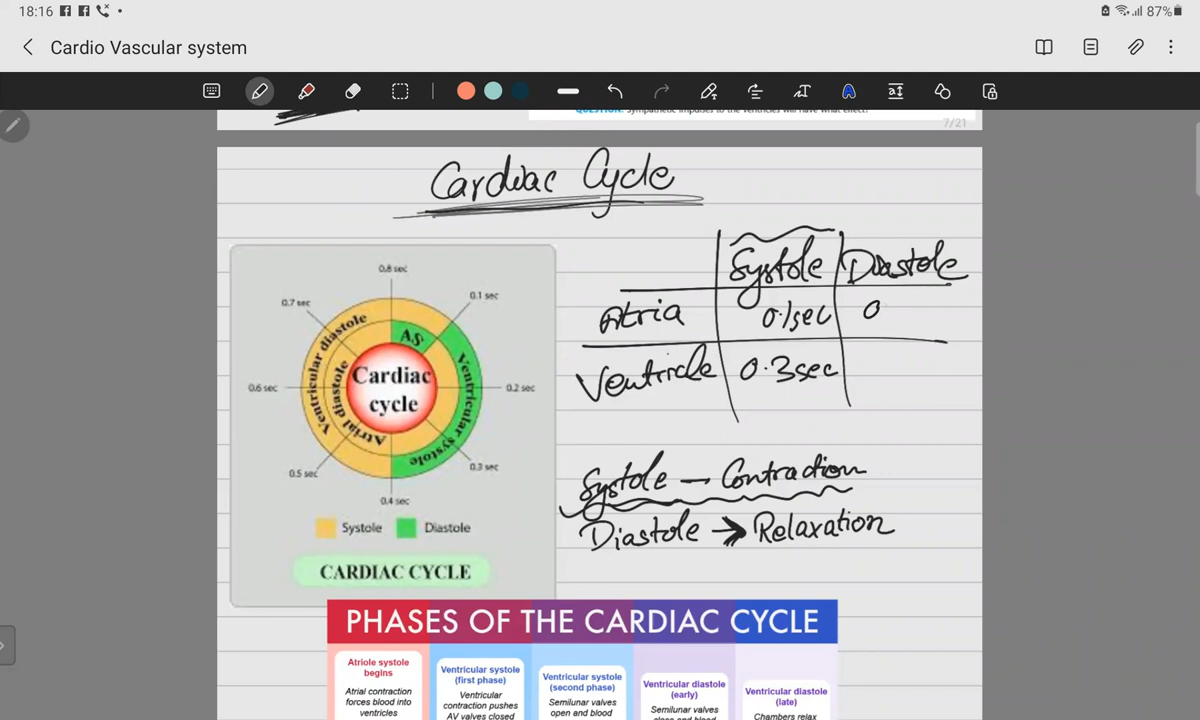 18:16
87%
Cardio Vascular system
7/21
Cardiac Cycle
Systole Diastole
Atria 0.1sec 0
Ventricle 0.3sec
Systole – Contraction
Diastole → Relaxation
0.8 sec
0.1 sec
0.2 sec
0.3 sec
0.4 sec
0.5 sec
0.6 sec
0.7 sec
AS
Ventricular systole
Ventricular diastole
Atrial diastole
Cardiac
cycle
Systole Diastole
CARDIAC CYCLE
PHASES OF THE CARDIAC CYCLE
Atriole systole
begins
Atrial contraction
forces blood into
ventricles
Ventricular systole
(first phase)
Ventricular
contraction pushes
AV valves closed
Ventricular systole
(second phase)
Semilunar valves
open and blood
Ventricular diastole
(early)
Semilunar valves
Ventricular diastole
(late)
Chambers relax